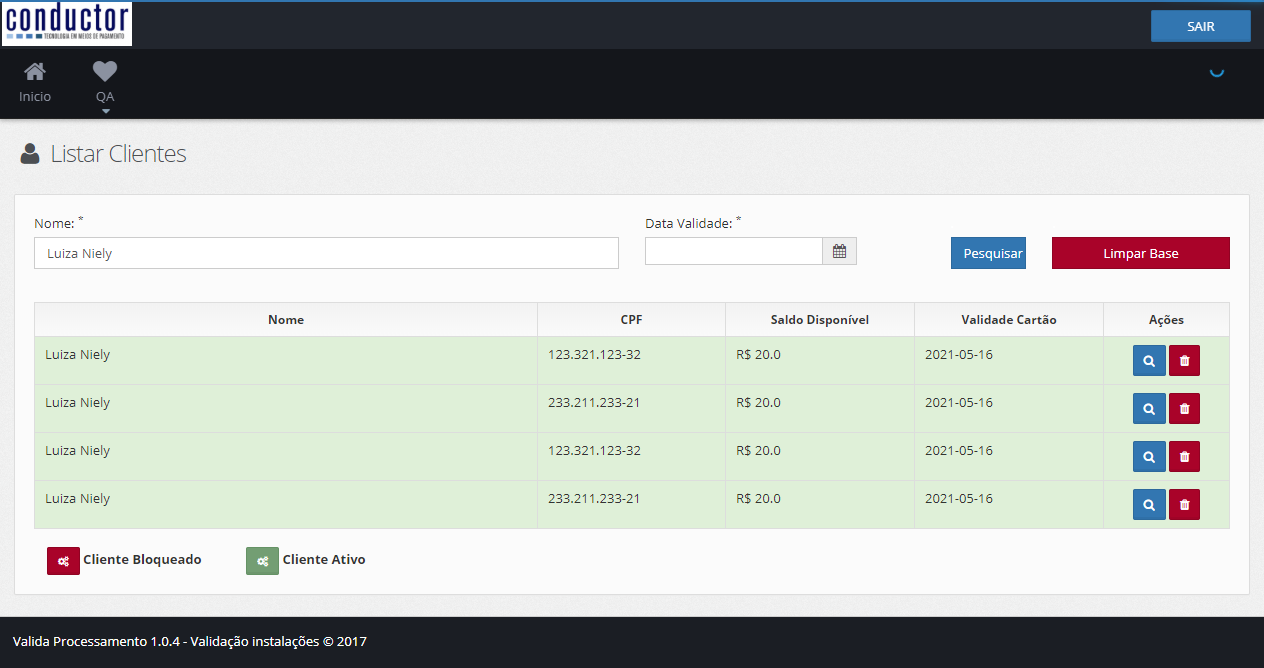 conductor
TECNOLOGIA EM MEIOS DE PAGAMENTO
SAIR
Inicio
QA
Listar Clientes
Nome: *
Data Validade: *
Luiza Niely
Pesquisar
Limpar Base
Nome CPF Saldo Disponível Validade Cartão Ações
Luiza Niely 123.321.123-32 R$ 20.0 2021-05-16
Luiza Niely 233.211.233-21 R$ 20.0 2021-05-16
Luiza Niely 123.321.123-32 R$ 20.0 2021-05-16
Luiza Niely 233.211.233-21 R$ 20.0 2021-05-16
Cliente Bloqueado Cliente Ativo
Valida Processamento 1.0.4 - Validação instalações © 2017